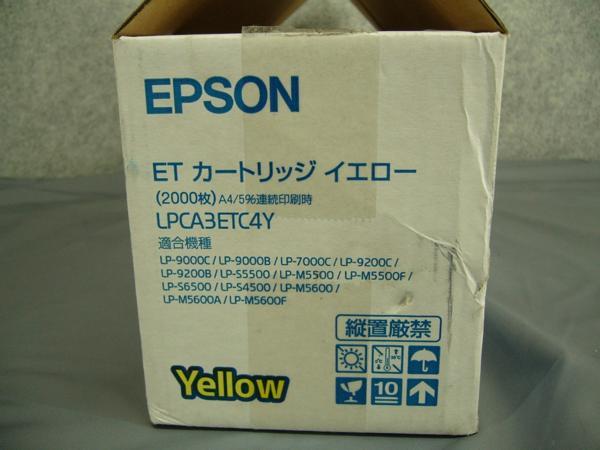 EPSON
ET カートリッジ イエロー
(2000枚) A4/5%連続印刷時
LPCA3ETC4Y
適合機種
LP-9000C / LP-9000B / LP-7000C / LP-9200C /
LP-9200B / LP-S5500 / LP-M5500 / LP-M5500F /
LP-S6500 / LP-S4500 / LP-M5600 /
LP-M5600A / LP-M5600F
縦置厳禁
Yellow
10